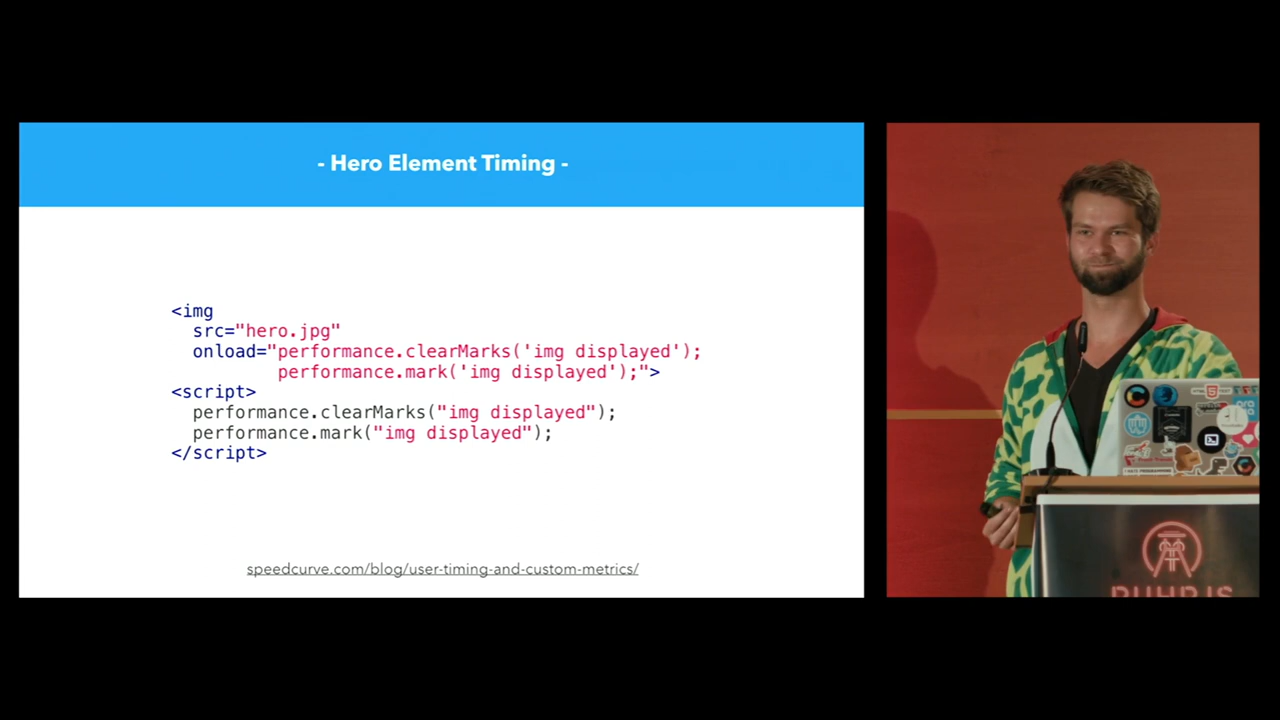 - Hero Element Timing -
<img
src="hero.jpg"
onload="performance.clearMarks('img displayed');
performance.mark('img displayed');">
<script>
performance.clearMarks("img displayed");
performance.mark("img displayed");
</script>
speedcurve.com/blog/user-timing-and-custom-metrics/
RUHRJS